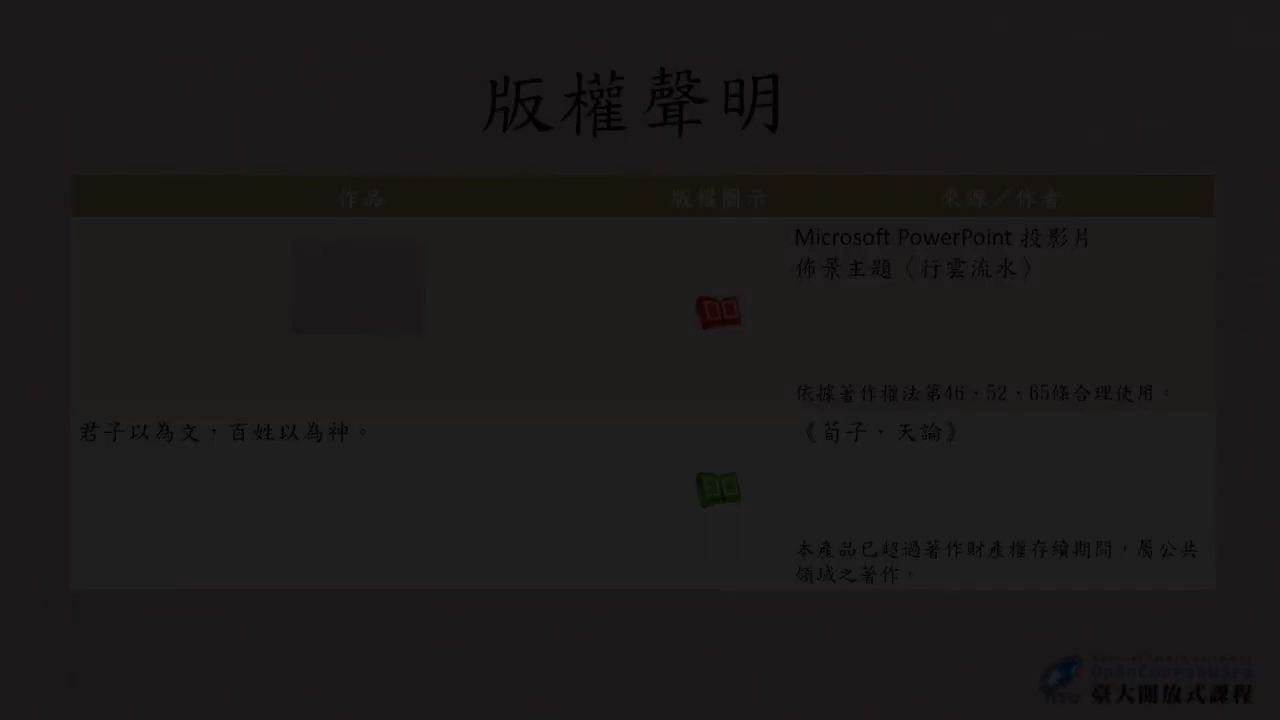 版權聲明
作品 版權圖示 來源／作者
Microsoft PowerPoint 投影片
佈景主題〈行雲流水〉
依據著作權法第46、52、65條合理使用。
君子以為文，百姓以為神。 《荀子．天論》
本產品已超過著作財產權存續期間，屬公共
領域之著作。
OpenCourseWare
NTU 臺大開放式課程